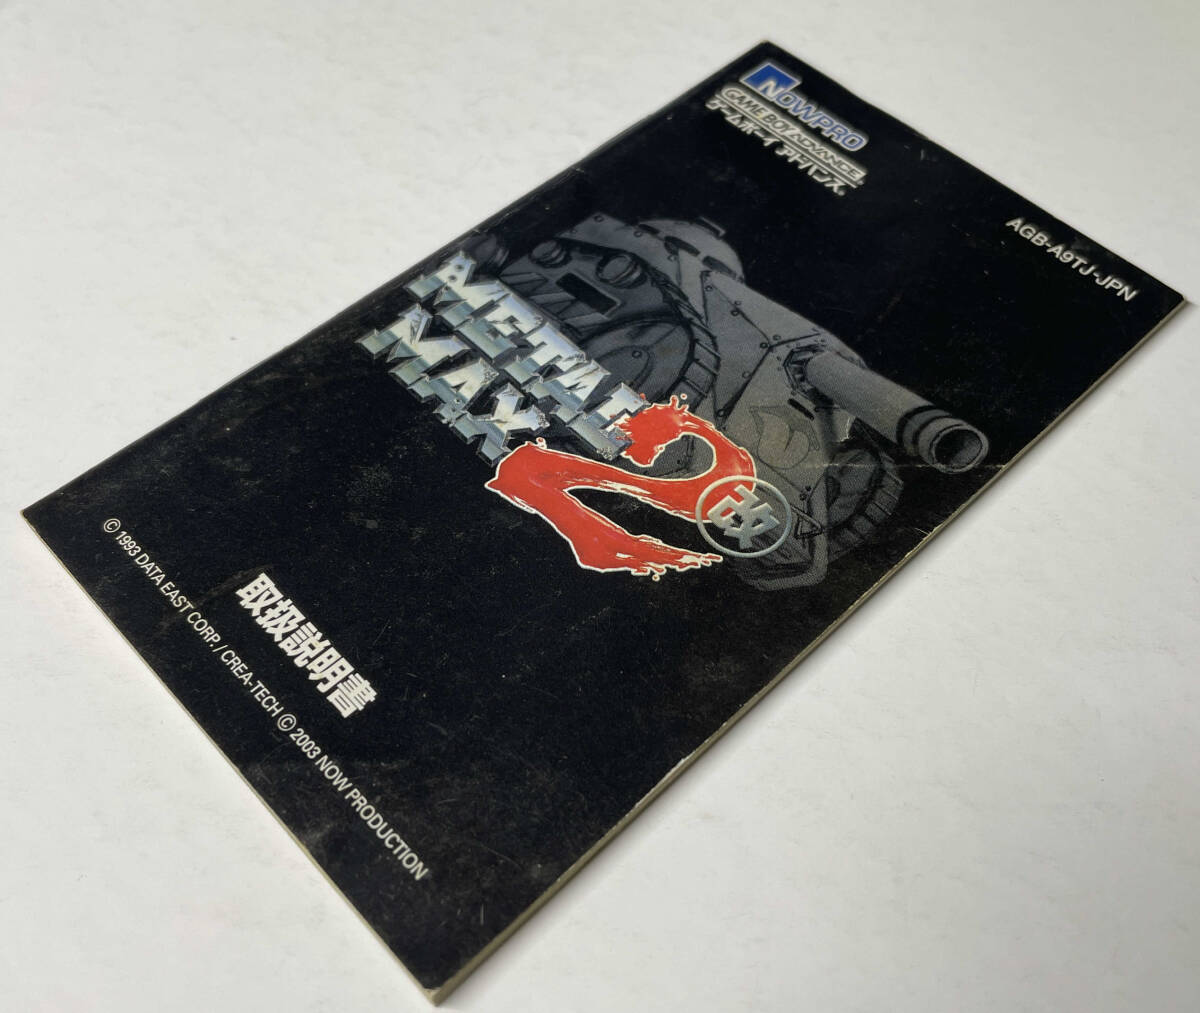 NOWPRO
GAME BOY ADVANCE
ゲームボーイ アドバンス®
AGB-A9TJ-JPN
METAL
MAX
2
改
取扱説明書
© 1993 DATA EAST CORP. / CREA-TECH © 2003 NOW PRODUCTION